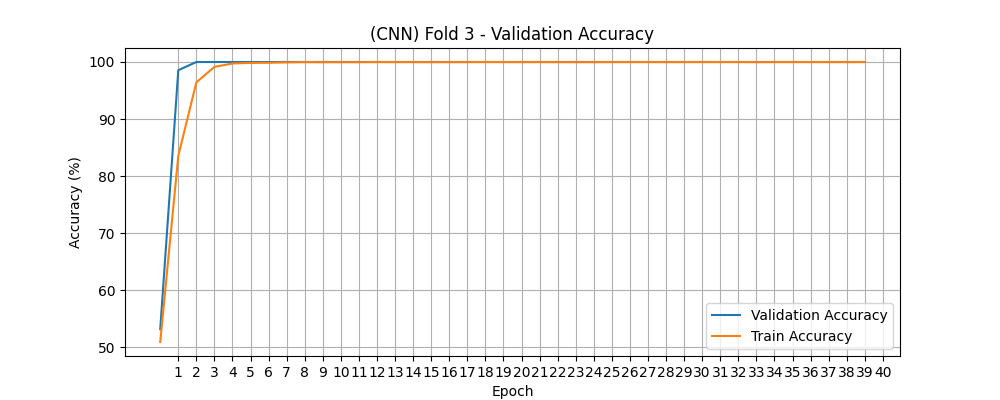 (CNN) Fold 3 - Validation Accuracy
100
90
80
70
60
50
Accuracy (%)
Validation Accuracy
Train Accuracy
1 2 3 4 5 6 7 8 9 10 11 12 13 14 15 16 17 18 19 20 21 22 23 24 25 26 27 28 29 30 31 32 33 34 35 36 37 38 39 40
Epoch